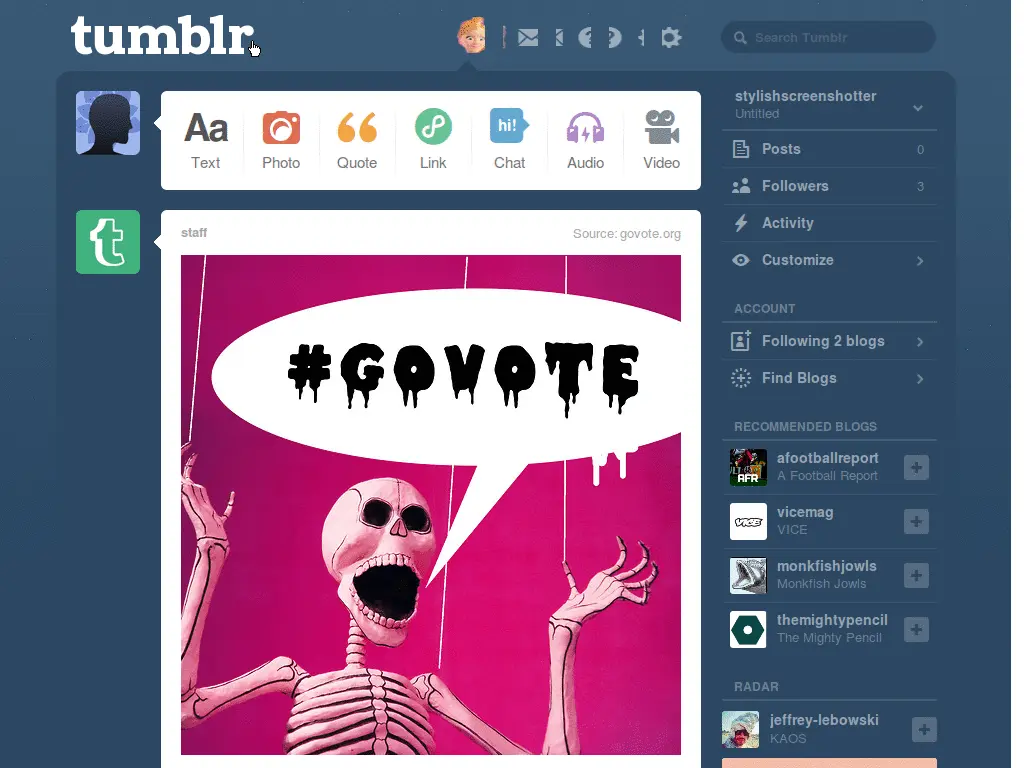 tumblr.
Search Tumblr
Aa
Text
Photo
Quote
Link
hi!
Chat
Audio
Video
staff
Source: govote.org
#GOVOTE
stylishscreenshotter
Untitled
Posts 0
Followers 3
Activity
Customize
ACCOUNT
Following 2 blogs
Find Blogs
RECOMMENDED BLOGS
AFR
afootballreport
A Football Report
VICE
vicemag
VICE
monkfishjowls
Monkfish Jowls
themightypencil
The Mighty Pencil
RADAR
jeffrey-lebowski
KAOS